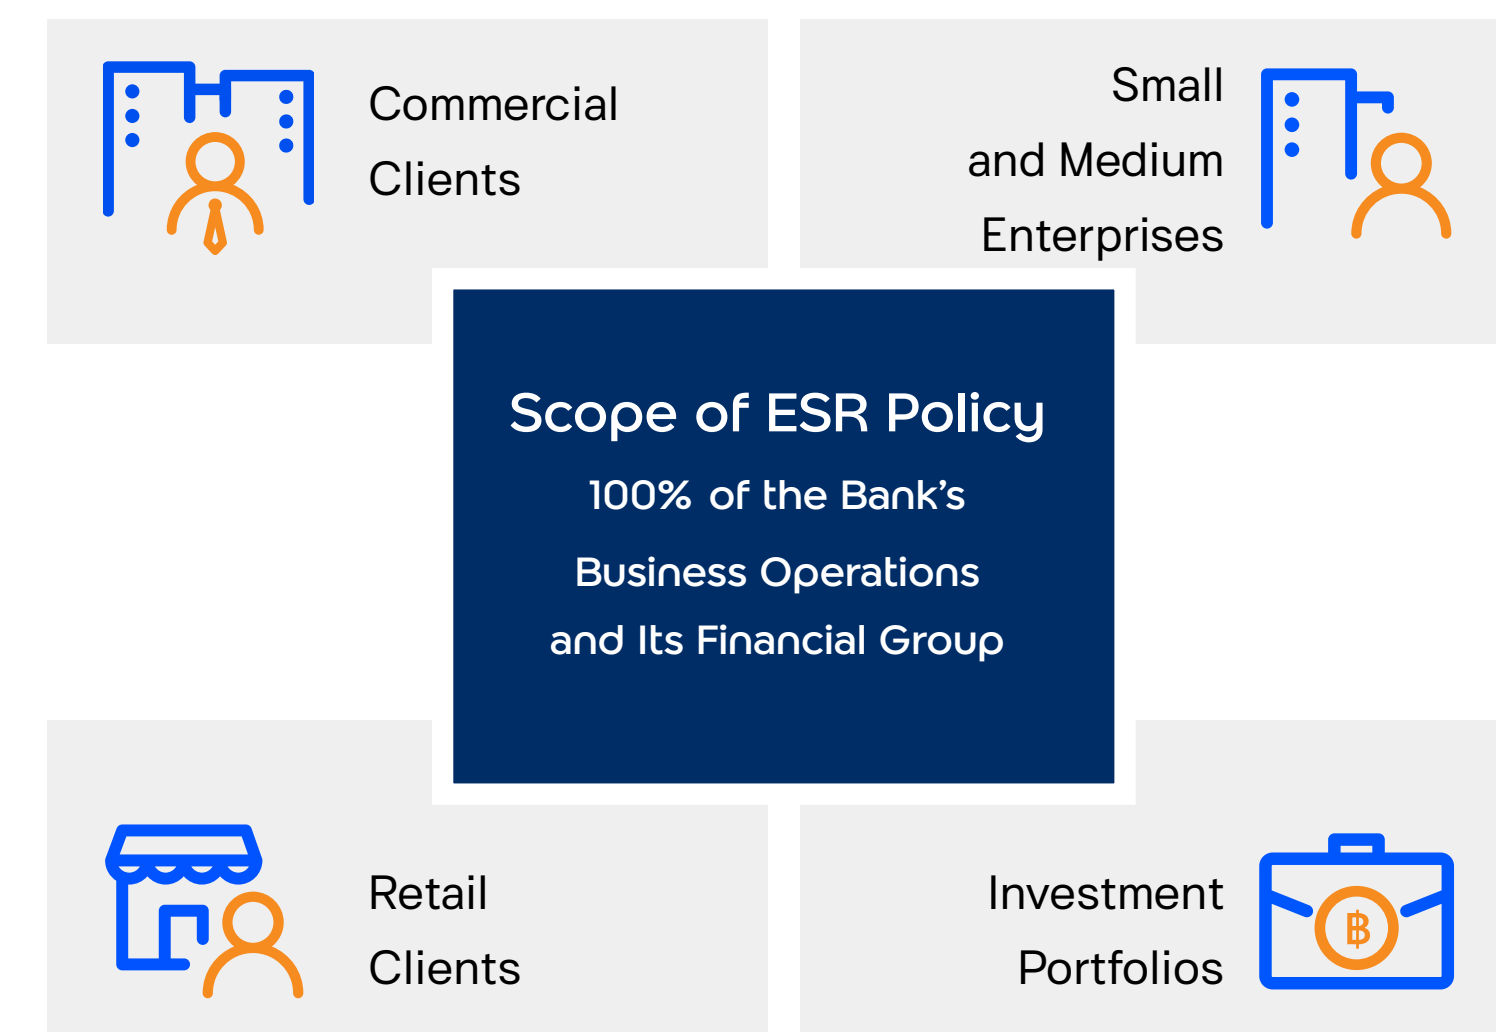 Commercial
Clients
Small
and Medium
Enterprises
Scope of ESR Policy
100% of the Bank’s
Business Operations
and Its Financial Group
Retail
Clients
Investment
Portfolios
฿